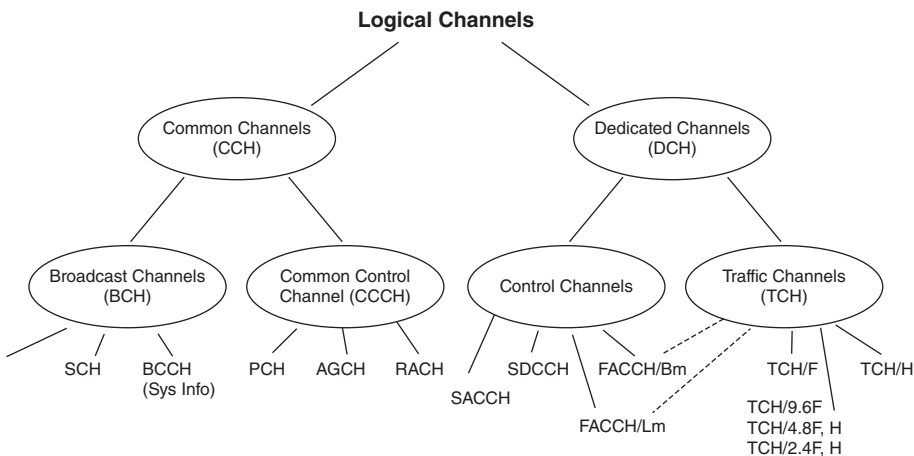 Logical Channels
Common Channels
(CCH)
Dedicated Channels
(DCH)
Broadcast Channels
(BCH)
Common Control
Channel (CCCH)
Control Channels
Traffic Channels
(TCH)
SCH
BCCH
(Sys Info)
PCH
AGCH
RACH
SACCH
SDCCH
FACCH/Bm
FACCH/Lm
TCH/F
TCH/H
TCH/9.6F
TCH/4.8F, H
TCH/2.4F, H